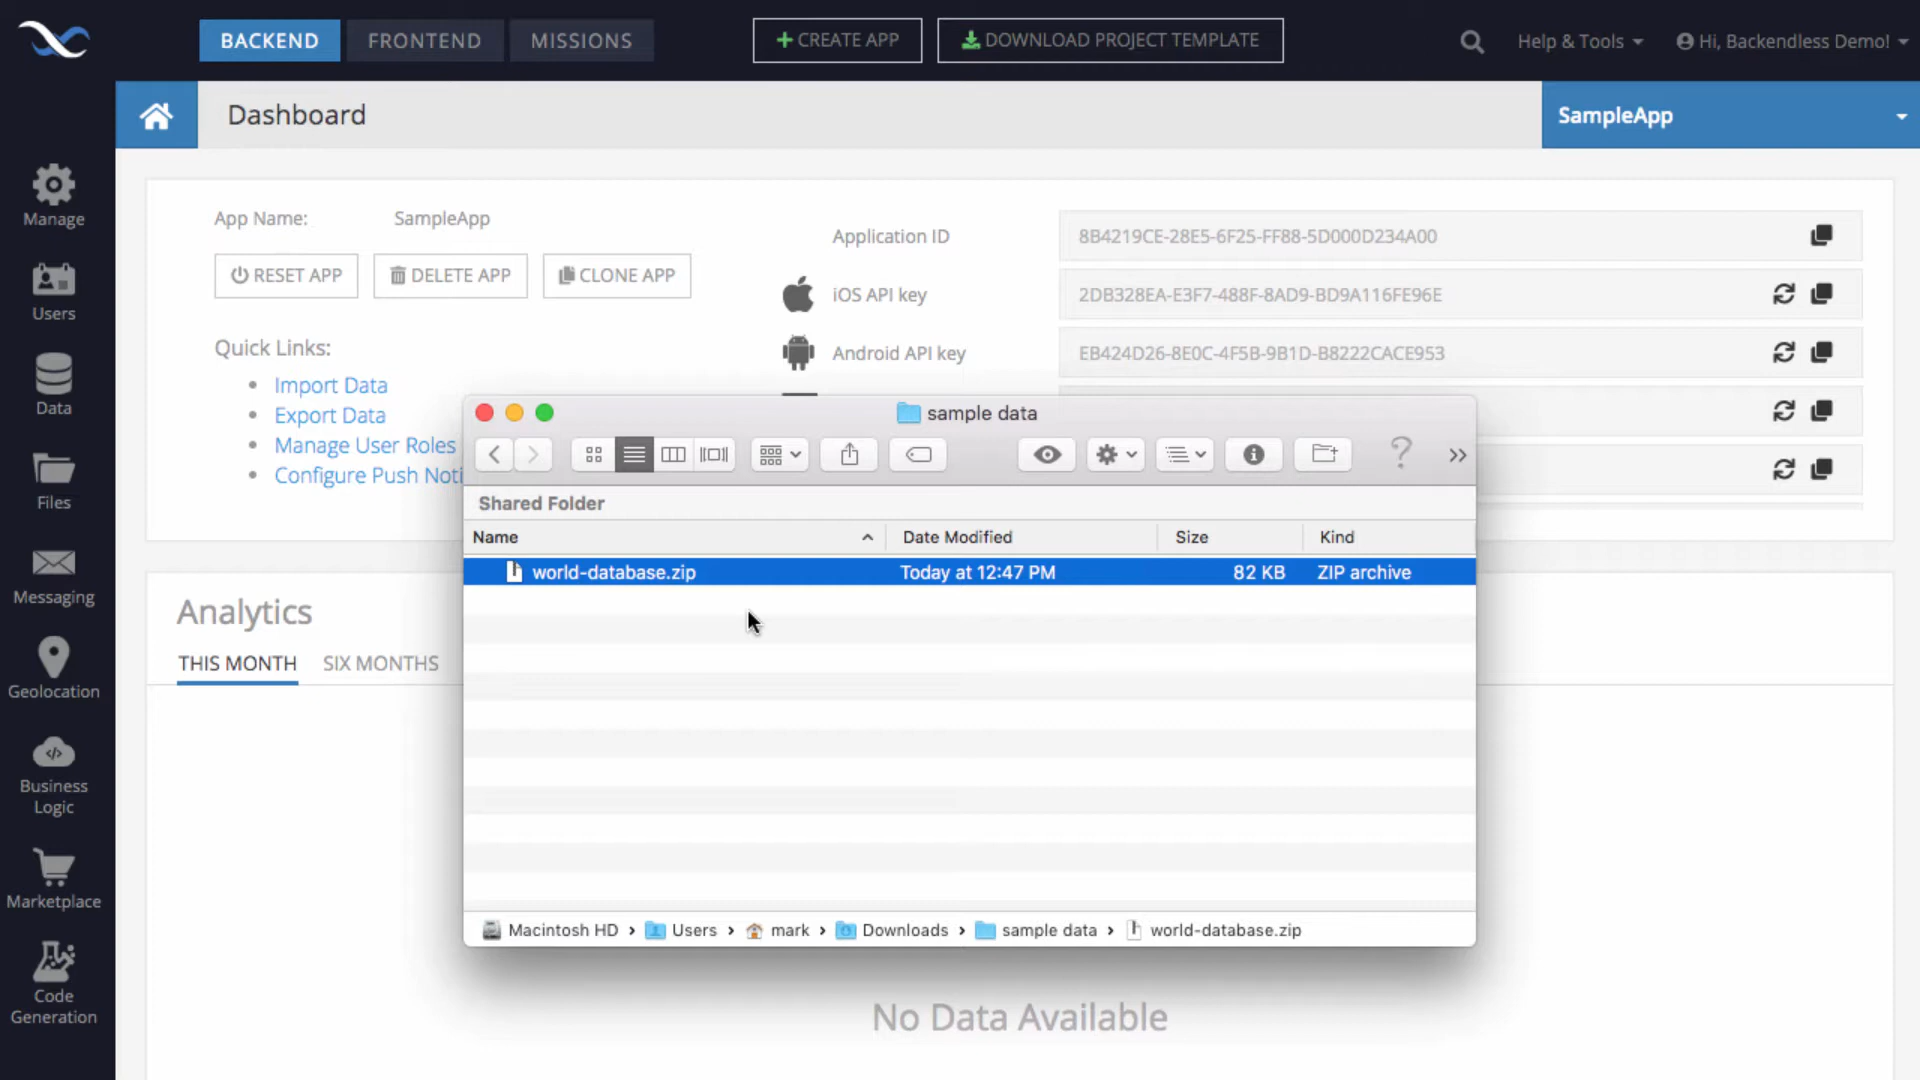 BACKEND FRONTEND MISSIONS
CREATE APP DOWNLOAD PROJECT TEMPLATE
Help & Tools Hi, Backendless Demo!
Dashboard
SampleApp
Manage
Users
Data
Files
Messaging
Geolocation
Business
Logic
Marketplace
Code
Generation
App Name: SampleApp
RESET APP DELETE APP CLONE APP
Quick Links:
Import Data
Export Data
Manage User Roles
Configure Push Noti
Application ID 8B4219CE-28E5-6F25-FF88-5D000D234A00
iOS API key 2DB328EA-E3F7-488F-8AD9-BD9A116FE96E
Android API key EB424D26-8E0C-4F5B-9B1D-B8222CACE953
sample data
Shared Folder
Name Date Modified Size Kind
world-database.zip Today at 12:47 PM 82 KB ZIP archive
Macintosh HD › Users › mark › Downloads › sample data › world-database.zip
Analytics
THIS MONTH SIX MONTHS
No Data Available